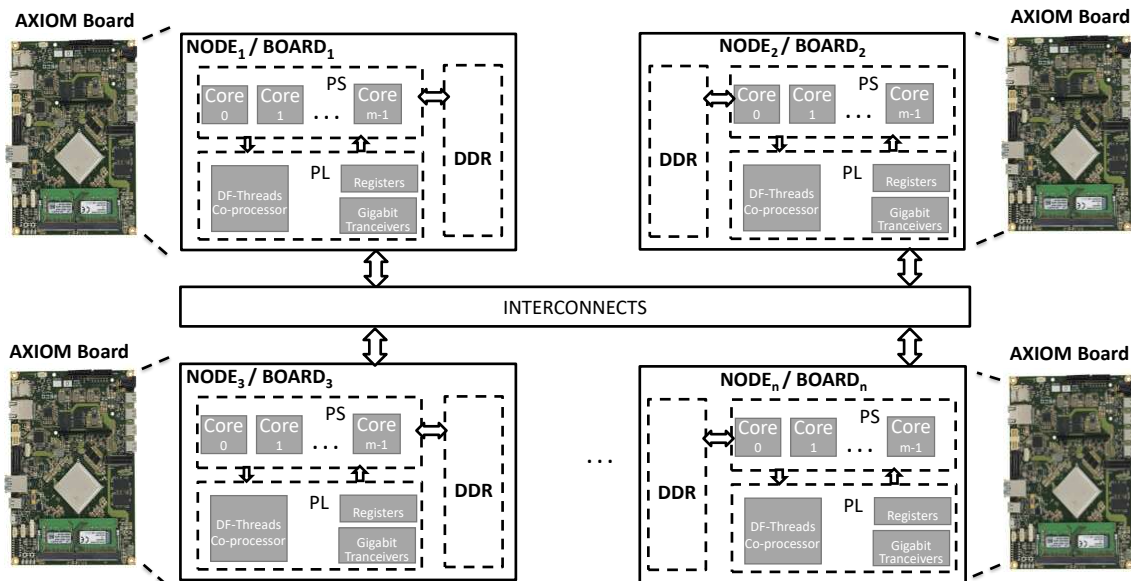 AXIOM Board
NODE1 / BOARD1
PS
Core
0
Core
1
...
Core
m-1
DDR
PL
DF-Threads
Co-processor
Registers
Gigabit
Tranceivers
AXIOM Board
NODE2 / BOARD2
PS
Core
0
Core
1
...
Core
m-1
DDR
PL
DF-Threads
Co-processor
Registers
Gigabit
Tranceivers
INTERCONNECTS
AXIOM Board
NODE3 / BOARD3
PS
Core
0
Core
1
...
Core
m-1
DDR
PL
DF-Threads
Co-processor
Registers
Gigabit
Tranceivers
...
AXIOM Board
NODEn / BOARDn
PS
Core
0
Core
1
...
Core
m-1
DDR
PL
DF-Threads
Co-processor
Registers
Gigabit
Tranceivers